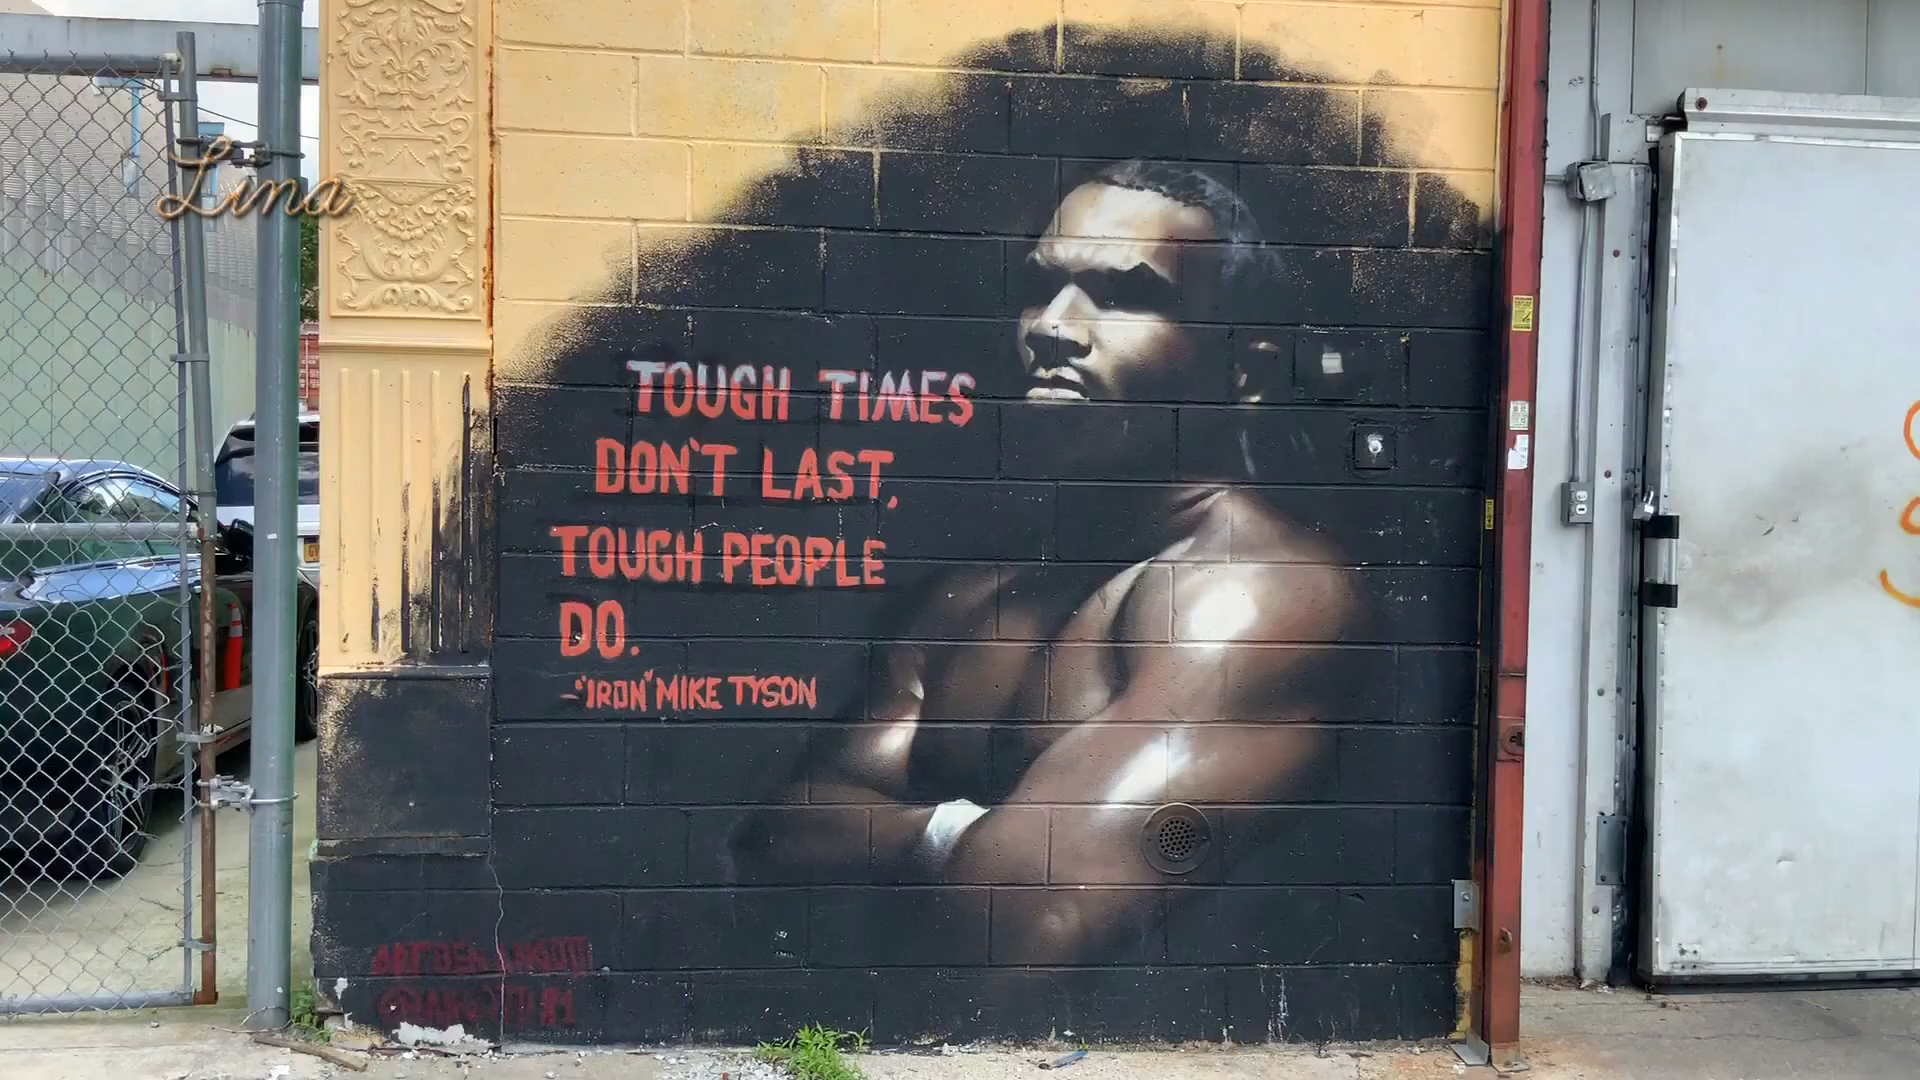 Lina
TOUGH TIMES
DON'T LAST,
TOUGH PEOPLE
DO.
-"IRON" MIKE TYSON